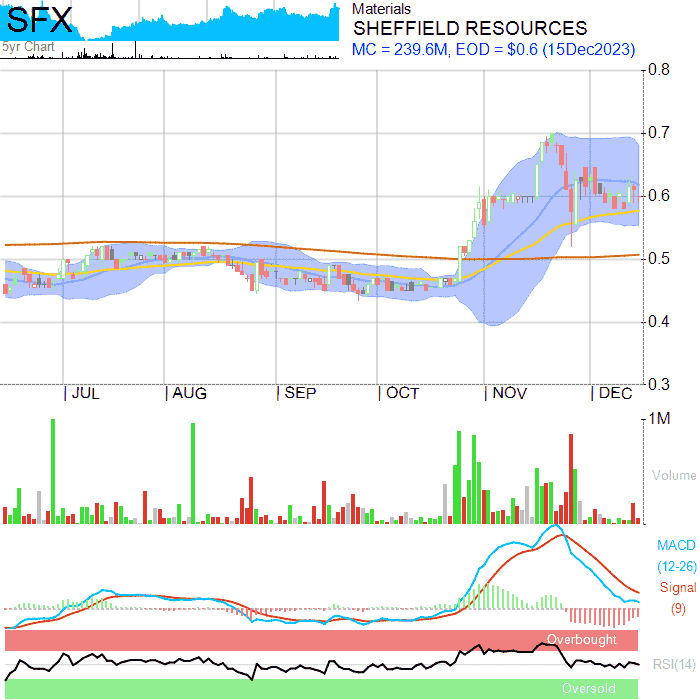 SFX
5yr Chart
Materials
SHEFFIELD RESOURCES
MC = 239.6M, EOD = $0.6 (15Dec2023)
0.8
0.7
0.6
0.5
0.4
0.3
JUL AUG SEP OCT NOV DEC
1M
Volume
MACD
(12-26)
Signal
(9)
Overbought
RSI(14)
Oversold